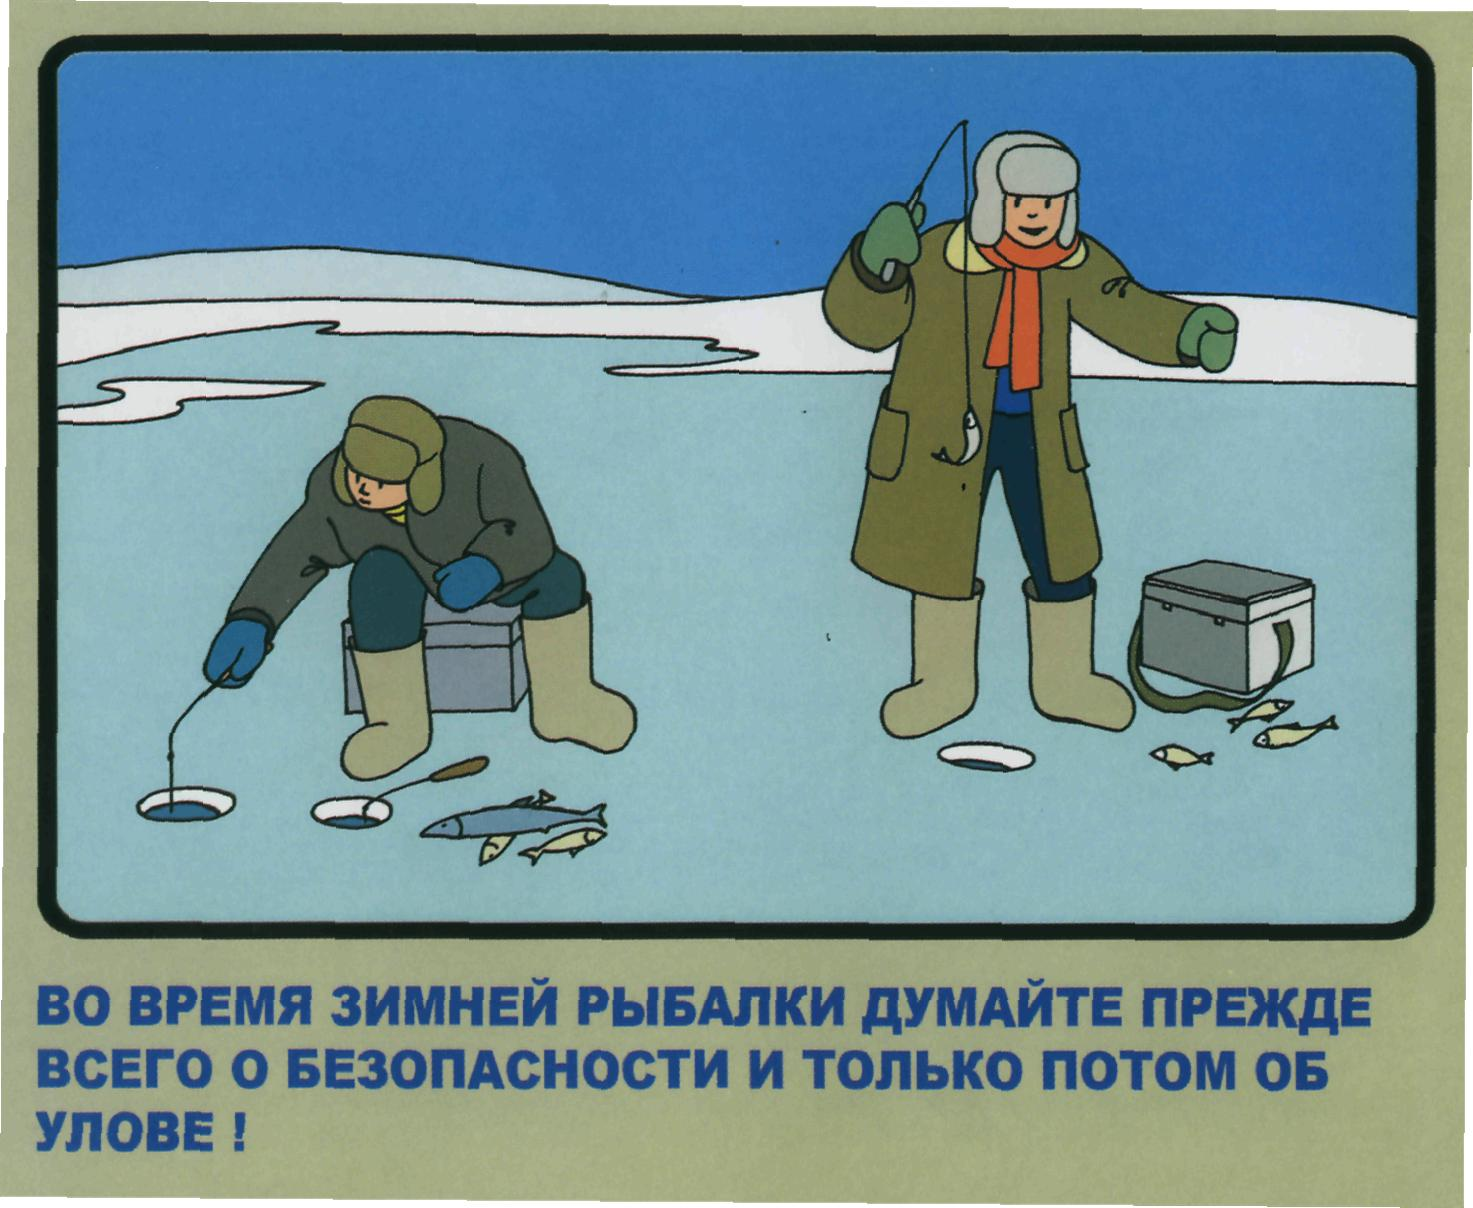 ВО ВРЕМЯ ЗИМНЕЙ РЫБАЛКИ ДУМАЙТЕ ПРЕЖДЕ
ВСЕГО О БЕЗОПАСНОСТИ И ТОЛЬКО ПОТОМ ОБ
УЛОВЕ !